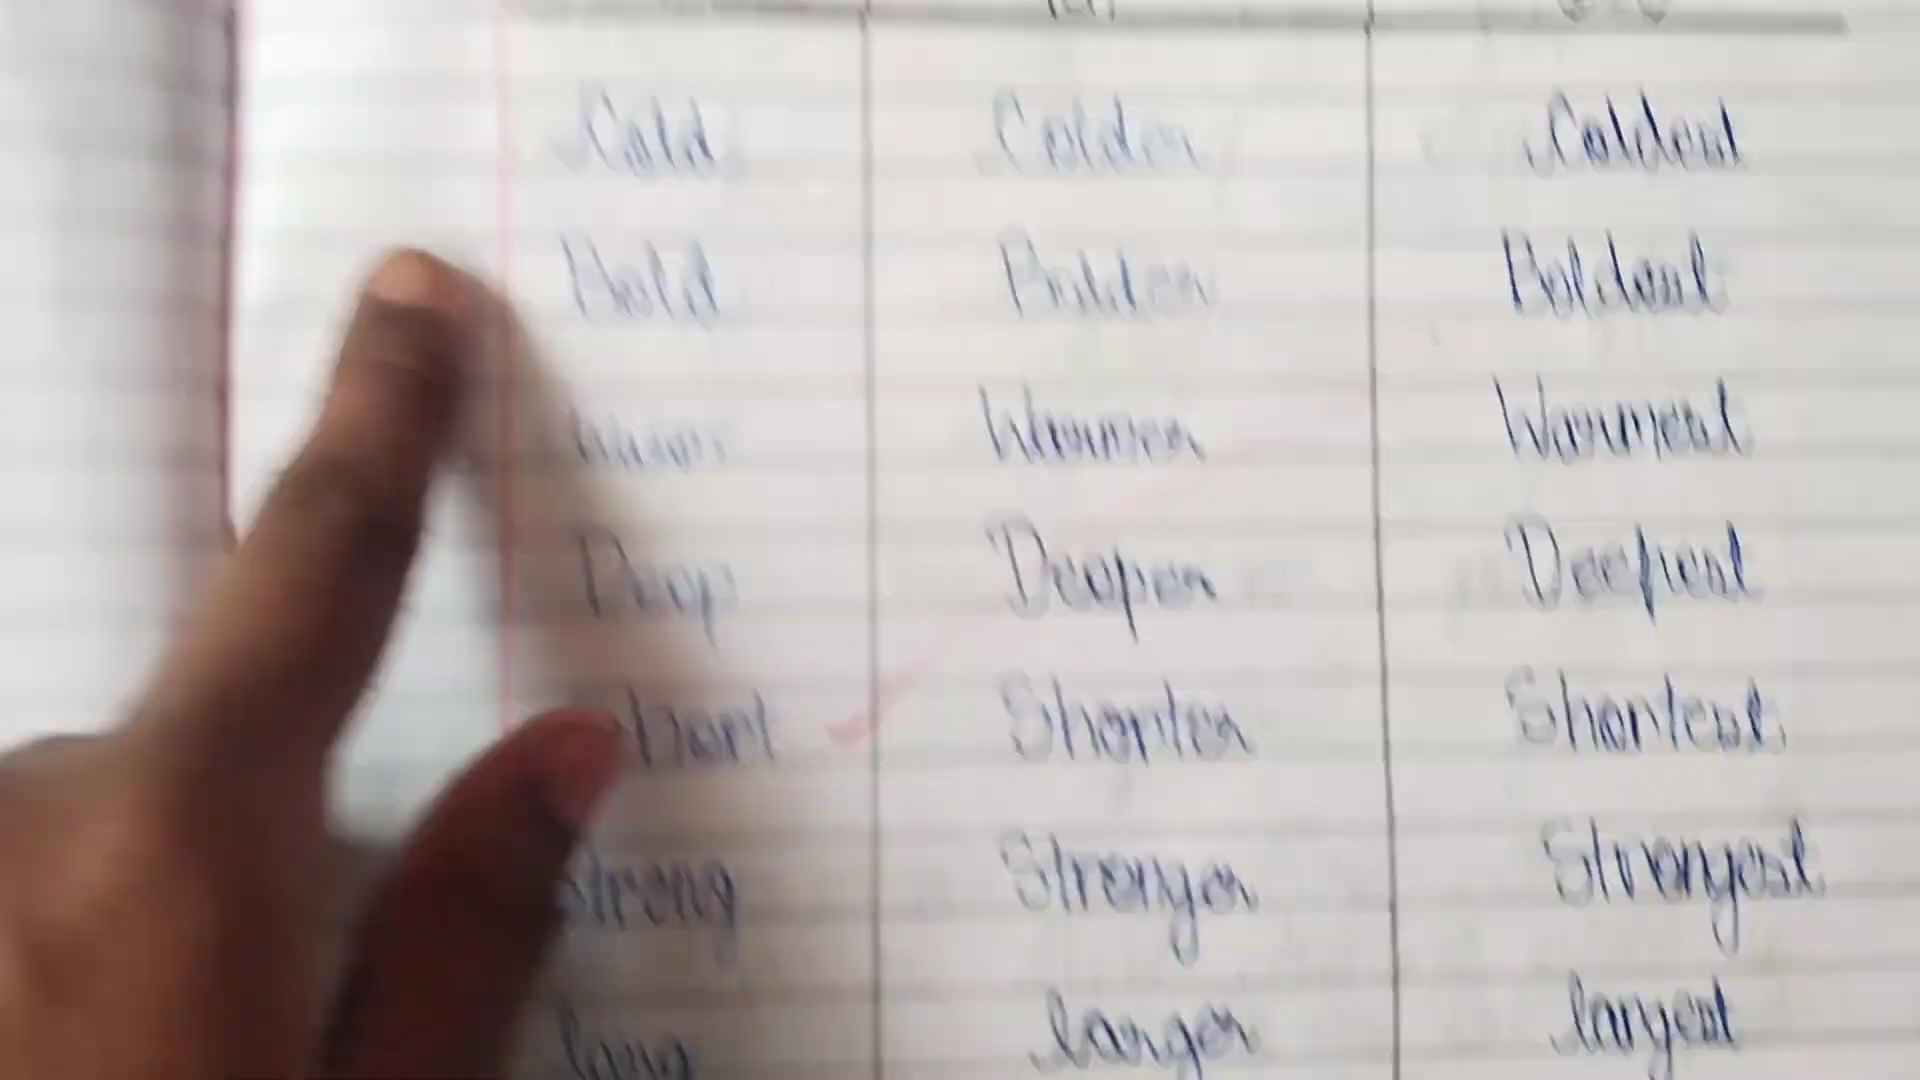 Cold Colder Coldest
Bold Bolder Boldest
Warm Warmer Warmest
Deep Deeper Deepest
Short Shorter Shortest
Strong Stronger Strongest
larger largest